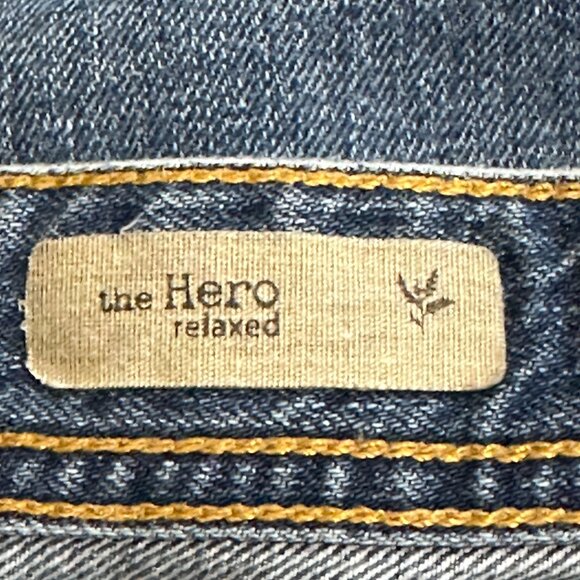 the Hero
relaxed